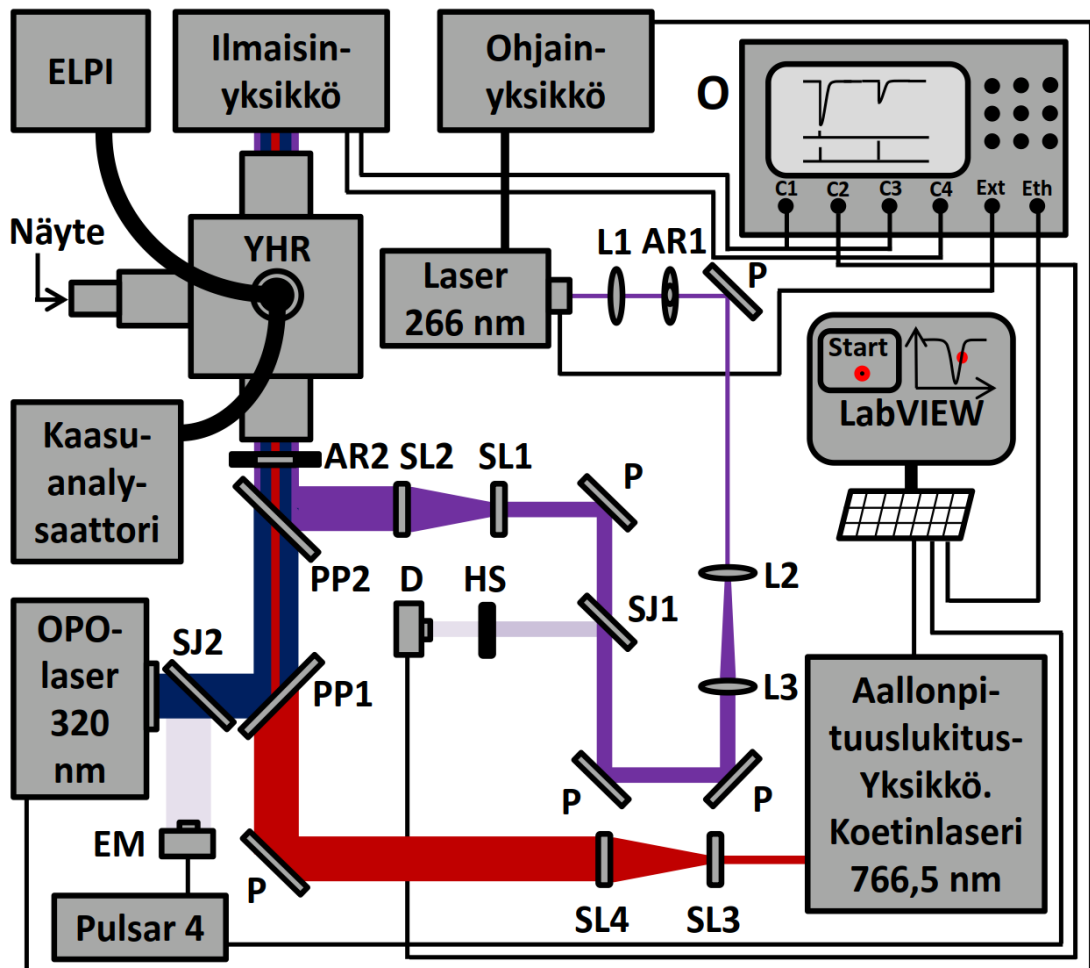 ELPI
Ilmaisin-
yksikkö
Ohjain-
yksikkö
O
C1
C2
C3
C4
Ext
Eth
Näyte
YHR
Laser
266 nm
L1
AR1
P
Start
LabVIEW
Kaasu-
analy-
saattori
AR2
SL2
SL1
P
PP2
D
HS
SJ1
L2
L3
OPO-
laser
320
nm
SJ2
PP1
P
P
Aallonpi-
tuuslukitus-
Yksikkö.
Koetinlaseri
766,5 nm
EM
P
SL4
SL3
Pulsar 4